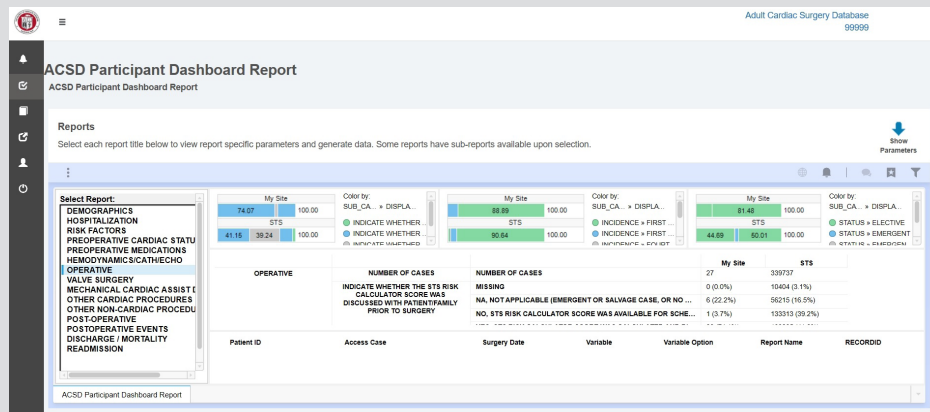 Adult Cardiac Surgery Database
99999
ACSD Participant Dashboard Report
ACSD Participant Dashboard Report
Reports
Select each report title below to view report specific parameters and generate data. Some reports have sub-reports available upon selection.
Show
Parameters
Select Report:
DEMOGRAPHICS
HOSPITALIZATION
RISK FACTORS
PREOPERATIVE CARDIAC STATU
PREOPERATIVE MEDICATIONS
HEMODYNAMICS/CATH/ECHO
OPERATIVE
VALVE SURGERY
MECHANICAL CARDIAC ASSIST D
OTHER CARDIAC PROCEDURES
OTHER NON-CARDIAC PROCEDU
POST-OPERATIVE
POSTOPERATIVE EVENTS
DISCHARGE / MORTALITY
READMISSION
My Site
74.07 100.00
STS
41.15 39.24 100.00
Color by:
SUB_CA... » DISPLA...
INDICATE WHETHER ...
INDICATE WHETHER ...
INDICATE WHETHER
My Site
88.89 100.00
STS
90.64 100.00
Color by:
SUB_CA... » DISPLA...
INCIDENCE » FIRST ...
INCIDENCE » FIRST ...
INCIDENCE » FOURT
My Site
81.48 100.00
STS
44.69 50.01 100.00
Color by:
SUB_CA... » DISPLA...
STATUS » ELECTIVE
STATUS » EMERGENT
STATUS » EMERGEN
My Site STS
OPERATIVE NUMBER OF CASES NUMBER OF CASES 27 339737
INDICATE WHETHER THE STS RISK CALCULATOR SCORE WAS DISCUSSED WITH PATIENT/FAMILY PRIOR TO SURGERY
MISSING 0 (0.0%) 10404 (3.1%)
NA, NOT APPLICABLE (EMERGENT OR SALVAGE CASE, OR NO ... 6 (22.2%) 56215 (16.5%)
NO, STS RISK CALCULATOR SCORE WAS AVAILABLE FOR SCHE... 1 (3.7%) 133313 (39.2%)
Patient ID Access Case Surgery Date Variable Variable Option Report Name RECORDID
ACSD Participant Dashboard Report